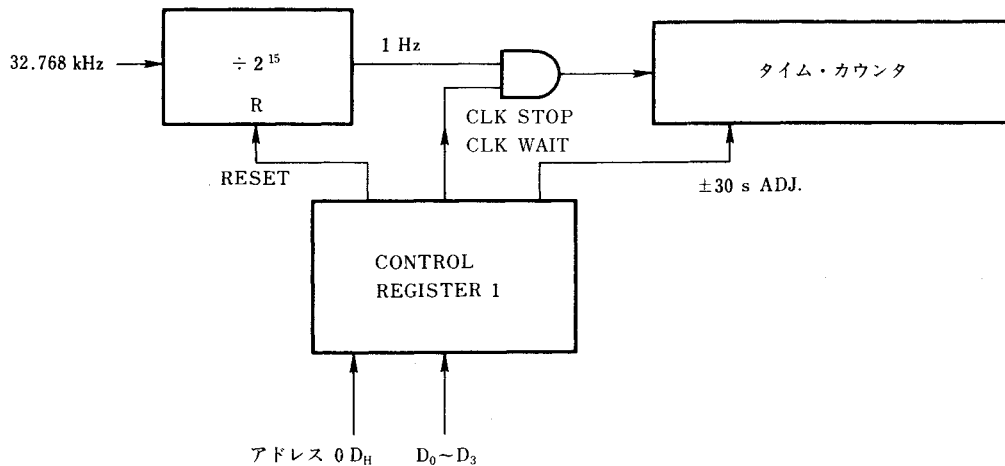 32.768 kHz
÷ 2¹⁵
R
1 Hz
タイム・カウンタ
CLK STOP
CLK WAIT
RESET
±30 s ADJ.
CONTROL
REGISTER 1
アドレス 0 D_H
D₀~D₃